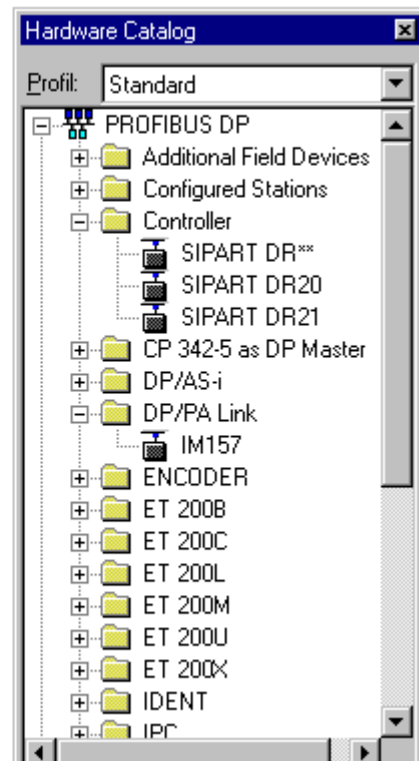 Hardware Catalog
Profil: Standard
PROFIBUS DP
Additional Field Devices
Configured Stations
Controller
SIPART DR**
SIPART DR20
SIPART DR21
CP 342-5 as DP Master
DP/AS-i
DP/PA Link
IM157
ENCODER
ET 200B
ET 200C
ET 200L
ET 200M
ET 200U
ET 200X
IDENT
IPC